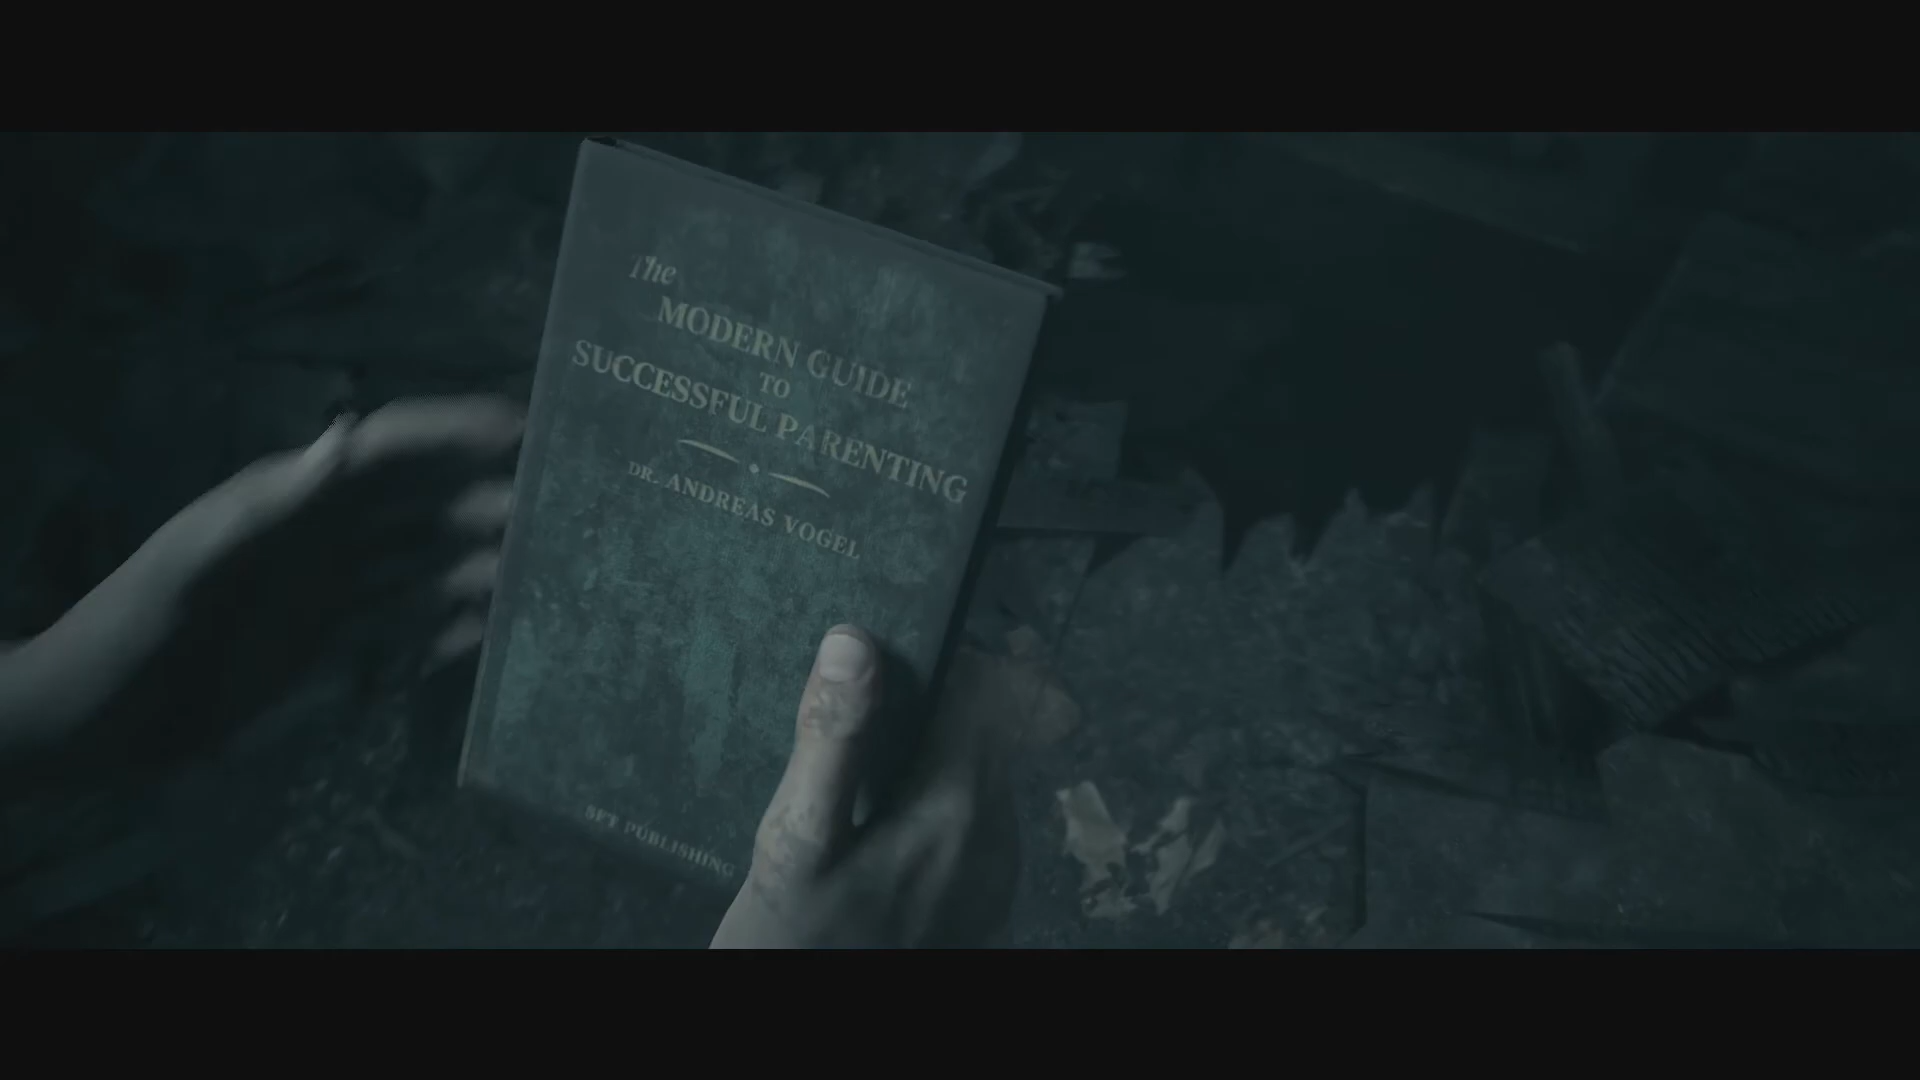 The
MODERN GUIDE
TO
SUCCESSFUL PARENTING
DR. ANDREAS VOGEL
SFT PUBLISHING